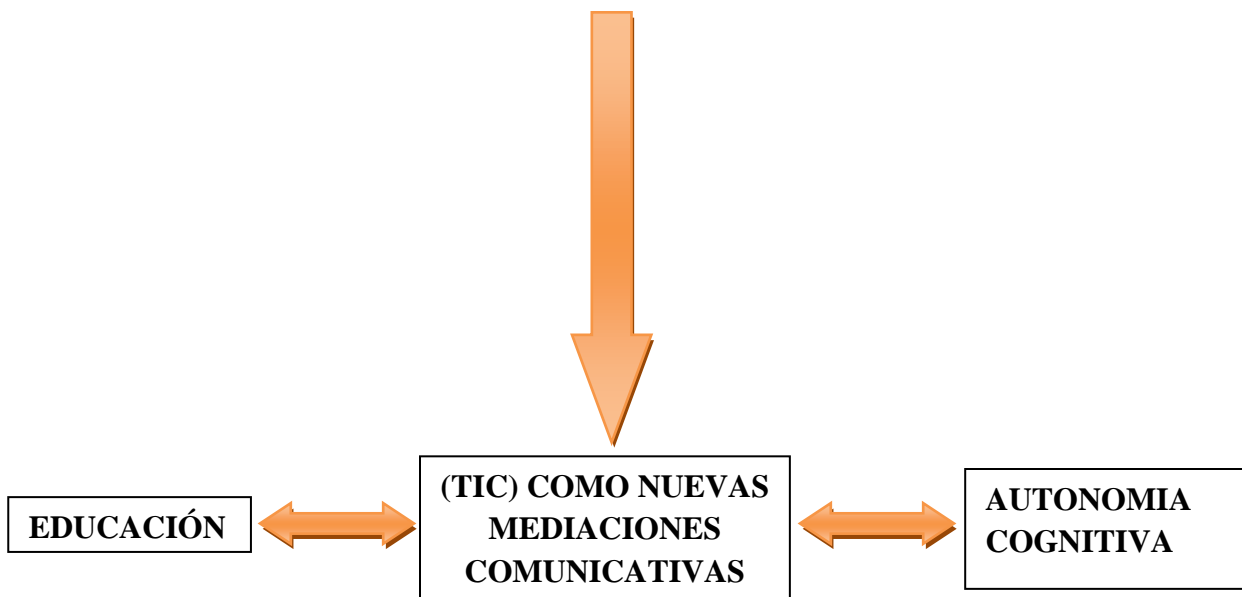 EDUCACIÓN
(TIC) COMO NUEVAS
MEDIACIONES
COMUNICATIVAS
AUTONOMIA
COGNITIVA